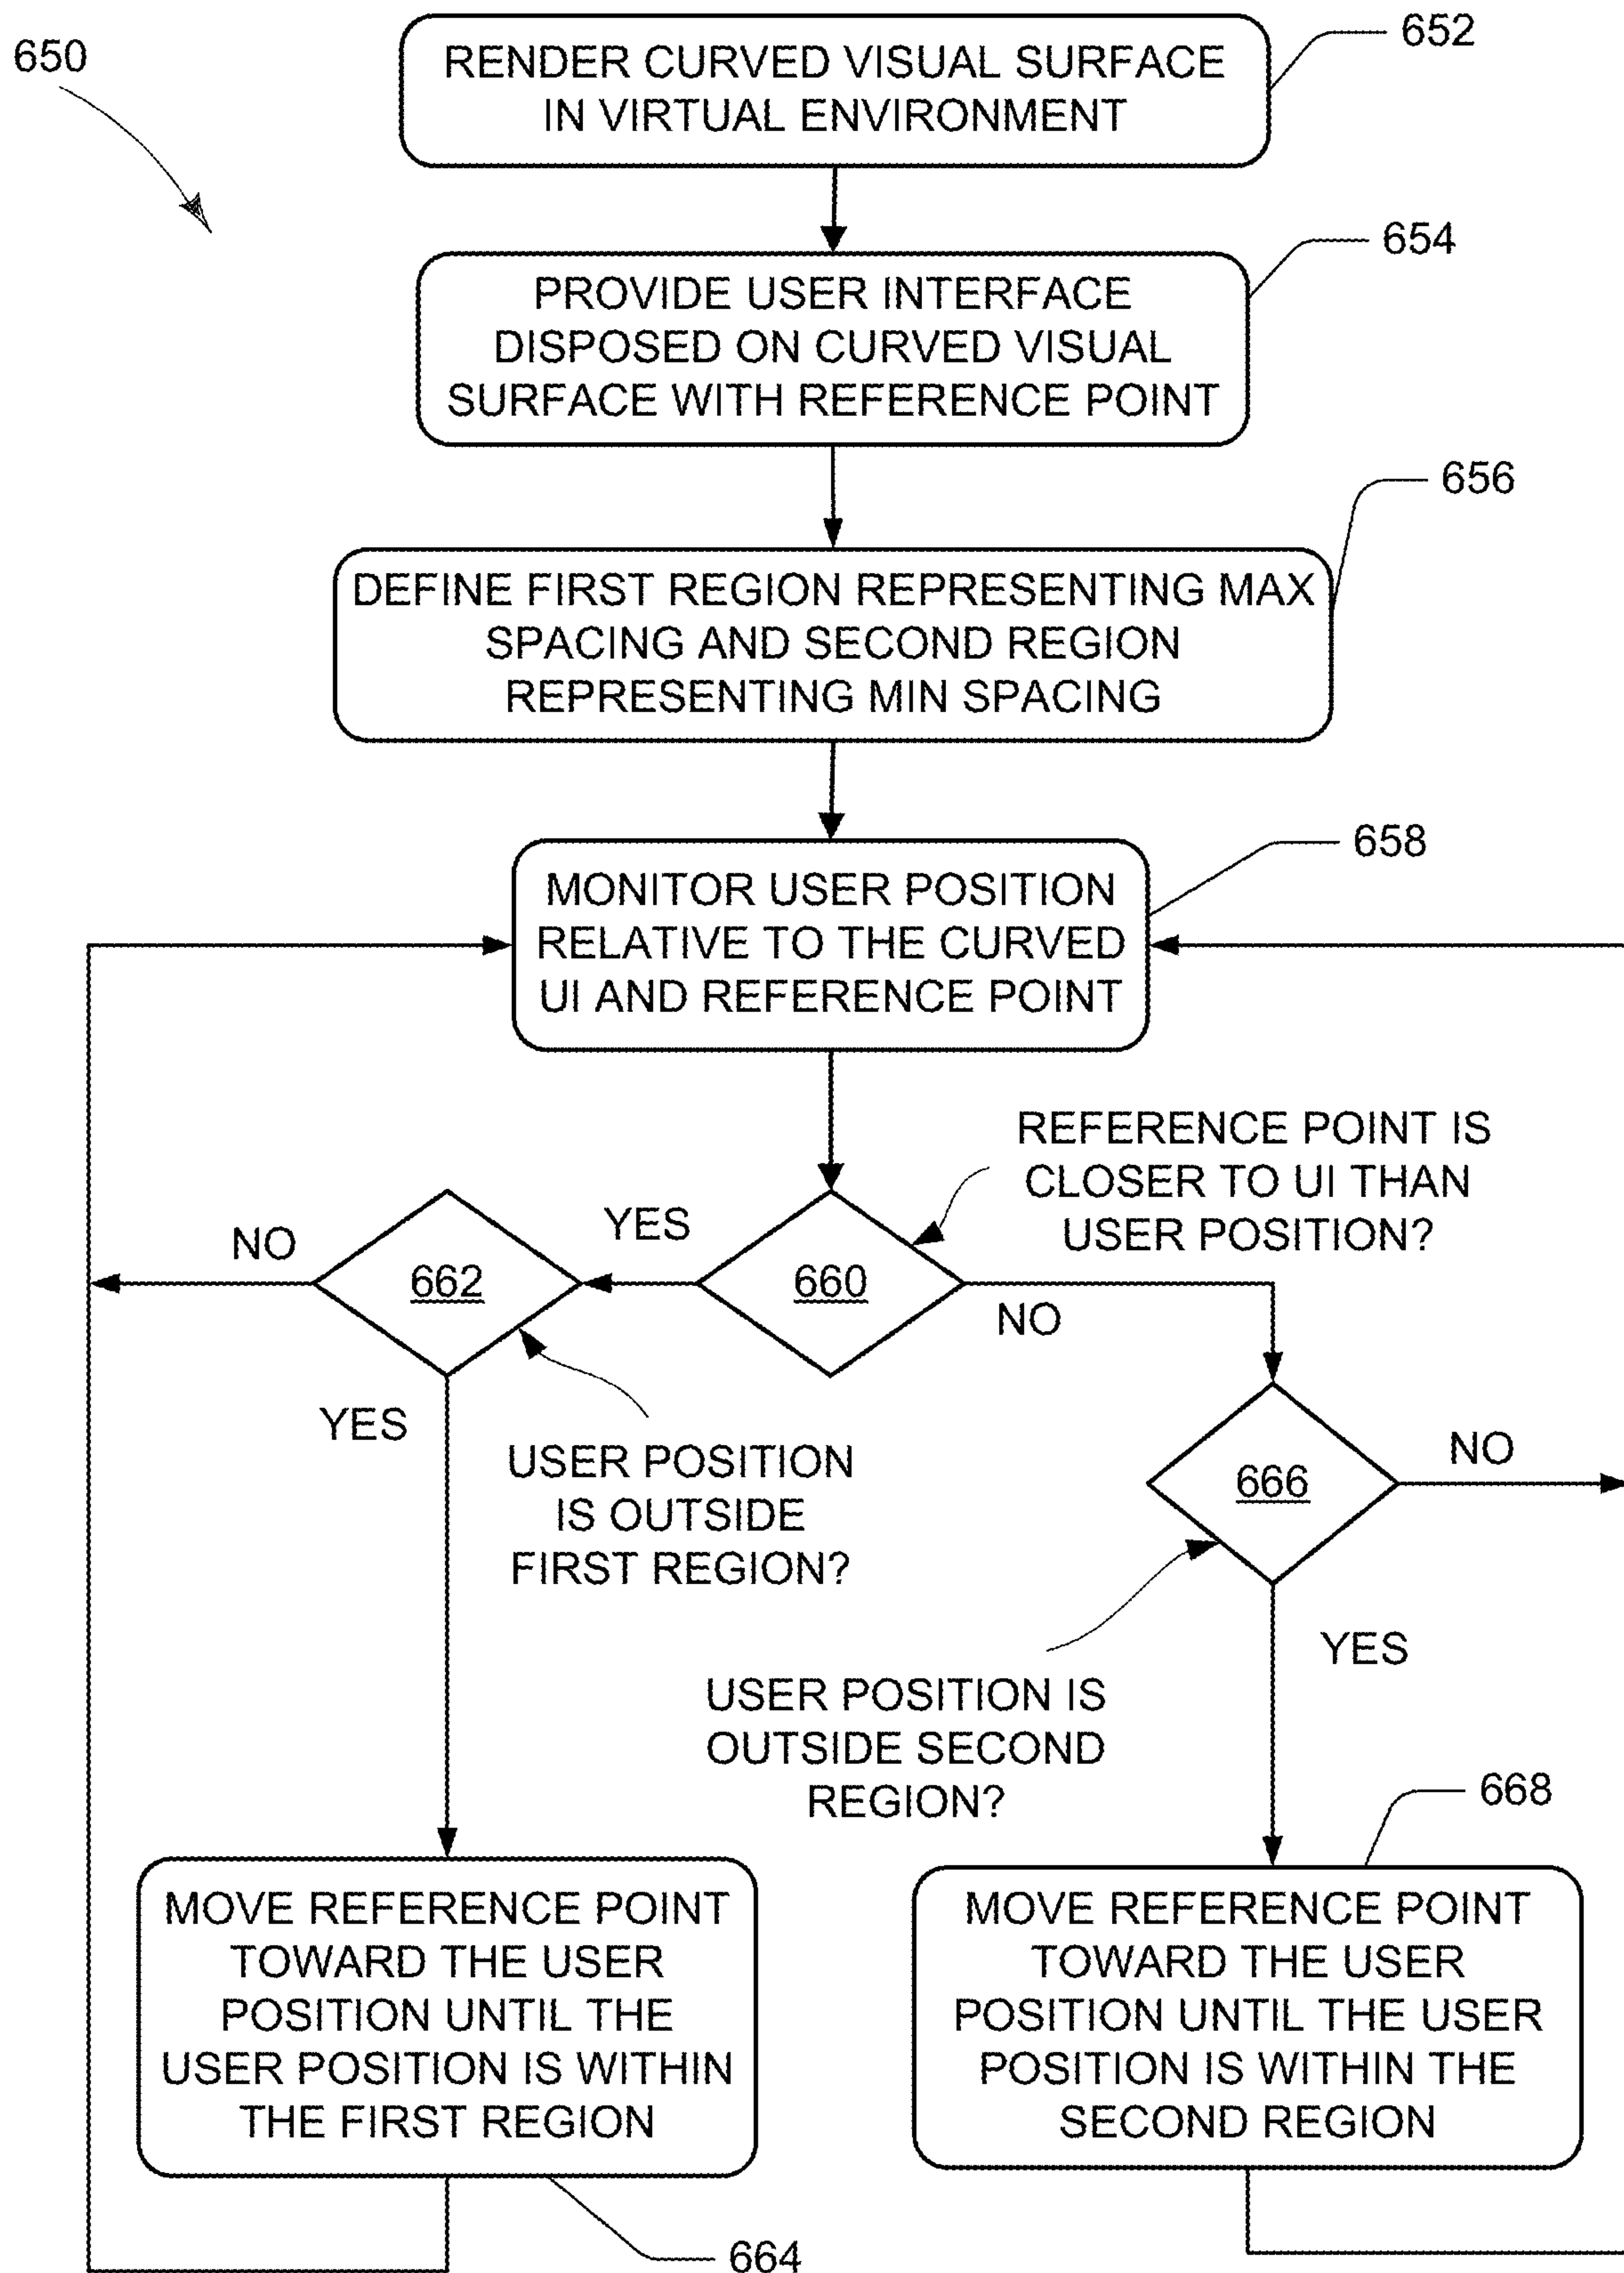 650
RENDER CURVED VISUAL SURFACE
IN VIRTUAL ENVIRONMENT
652
PROVIDE USER INTERFACE
DISPOSED ON CURVED VISUAL
SURFACE WITH REFERENCE POINT
654
DEFINE FIRST REGION REPRESENTING MAX
SPACING AND SECOND REGION
REPRESENTING MIN SPACING
656
MONITOR USER POSITION
RELATIVE TO THE CURVED
UI AND REFERENCE POINT
658
REFERENCE POINT IS
CLOSER TO UI THAN
USER POSITION?
660
YES
NO
662
NO
YES
USER POSITION
IS OUTSIDE
FIRST REGION?
666
NO
YES
USER POSITION IS
OUTSIDE SECOND
REGION?
MOVE REFERENCE POINT
TOWARD THE USER
POSITION UNTIL THE
USER POSITION IS WITHIN
THE FIRST REGION
664
MOVE REFERENCE POINT
TOWARD THE USER
POSITION UNTIL THE USER
POSITION IS WITHIN THE
SECOND REGION
668